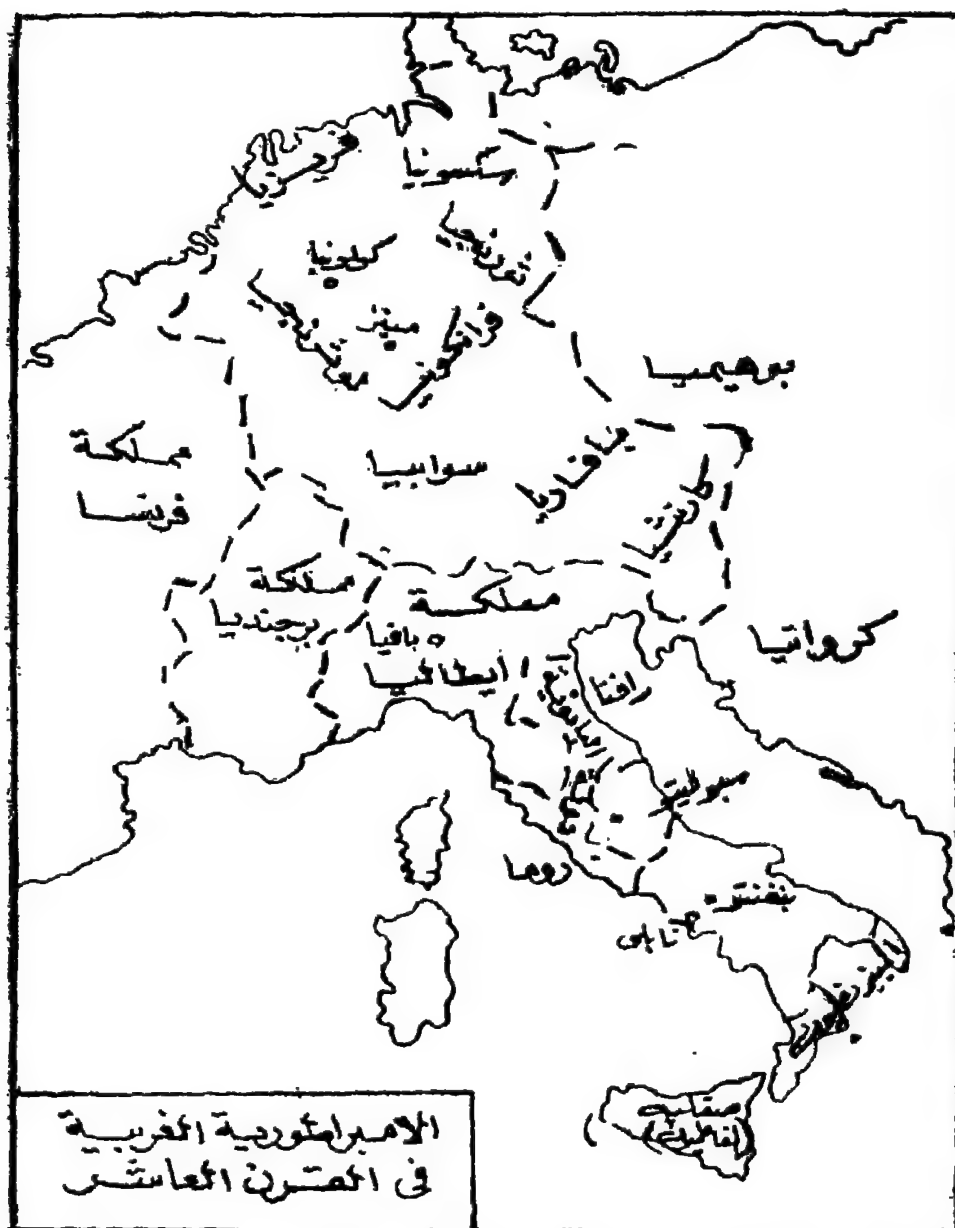 فريزيا
سكسونيا
ثورنجيا
كولونيا
مينز
لوثرنجيا
فرانكونيا
بوهيميا
مملكة
فرنسا
سوابيا
بافاريا
كارنثيا
مملكة
برجنديا
مملكة
ايطاليا
بافيا
كرواتيا
رافنا
سبوليتو
روما
بنفنتو
نابلى
صقلية
الامبراطورية الغربية
فى القرن العاشر